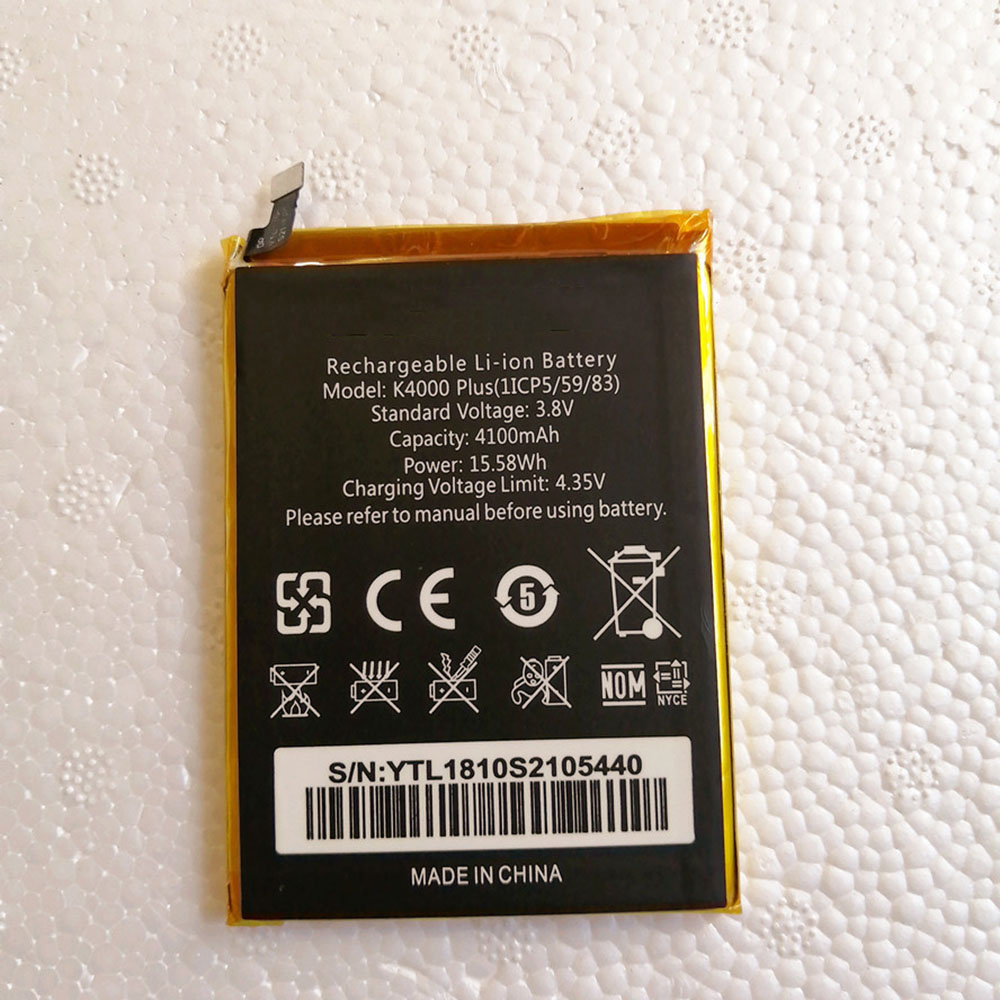 Rechargeable Li-ion Battery
Model: K4000 Plus(1ICP5/59/83)
Standard Voltage: 3.8V
Capacity: 4100mAh
Power: 15.58Wh
Charging Voltage Limit: 4.35V
Please refer to manual before using battery.
CE 5
NOM NYCE
S/N:YTL1810S2105440
MADE IN CHINA